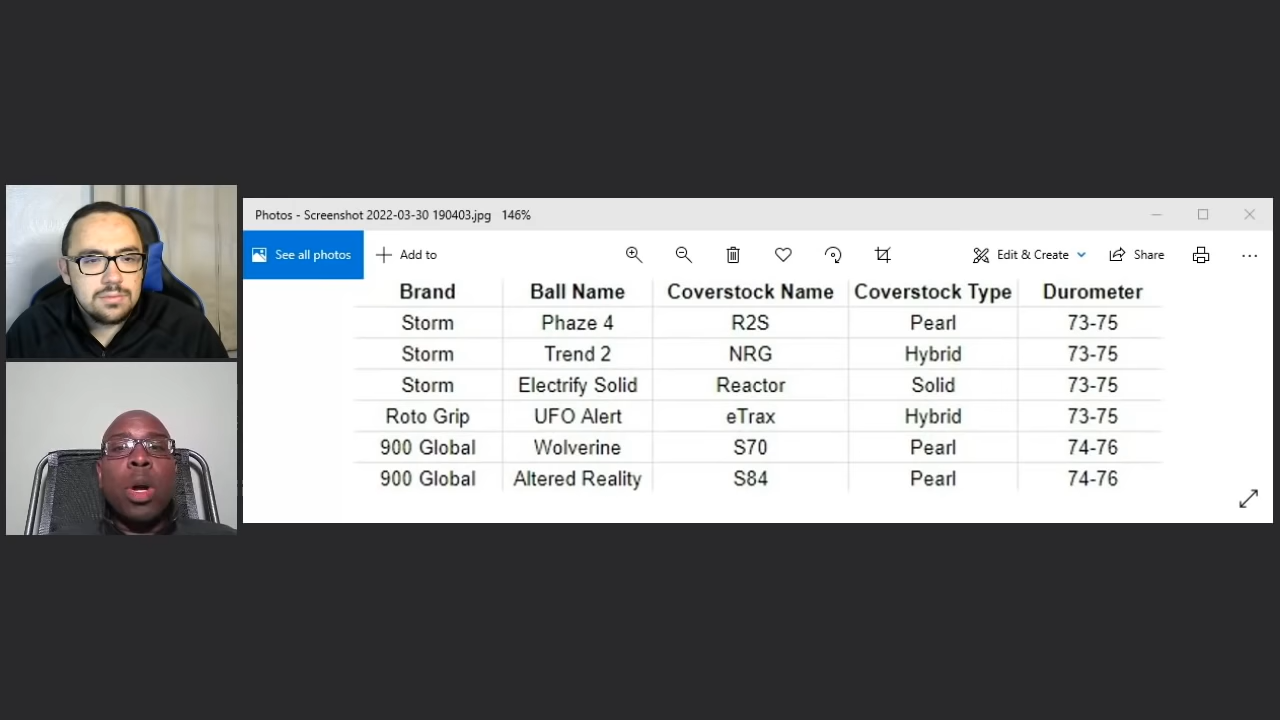 Photos - Screenshot 2022-03-30 190403.jpg 146%
See all photos Add to Edit & Create Share
Brand Ball Name Coverstock Name Coverstock Type Durometer
Storm Phaze 4 R2S Pearl 73-75
Storm Trend 2 NRG Hybrid 73-75
Storm Electrify Solid Reactor Solid 73-75
Roto Grip UFO Alert eTrax Hybrid 73-75
900 Global Wolverine S70 Pearl 74-76
900 Global Altered Reality S84 Pearl 74-76